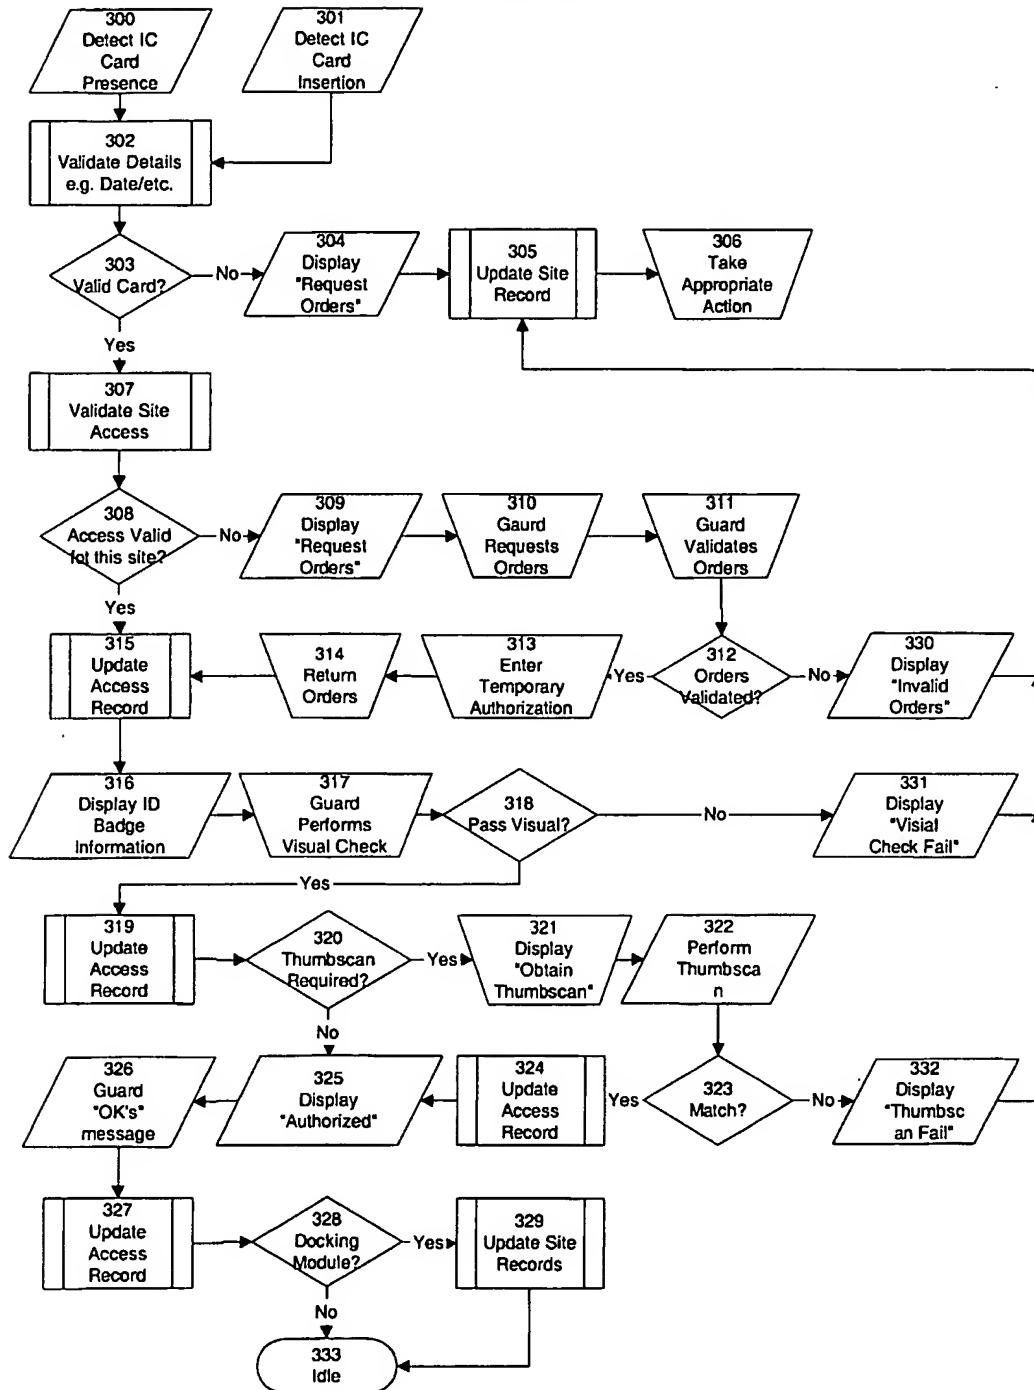 300
Detect IC
Card
Presence
301
Detect IC
Card
Insertion
302
Validate Details
e.g. Date/etc.
303
Valid Card?
No
304
Display
"Request
Orders"
305
Update Site
Record
306
Take
Appropriate
Action
Yes
307
Validate Site
Access
308
Access Valid
fot this site?
No
309
Display
"Request
Orders"
310
Gaurd
Requests
Orders
311
Guard
Validates
Orders
Yes
315
Update
Access
Record
314
Return
Orders
313
Enter
Temporary
Authorization
Yes
312
Orders
Validated?
No
330
Display
"Invalid
Orders"
316
Display ID
Badge
Information
317
Guard
Performs
Visual Check
318
Pass Visual?
No
331
Display
"Visial
Check Fail"
Yes
319
Update
Access
Record
320
Thumbscan
Required?
Yes
321
Display
"Obtain
Thumbscan"
322
Perform
Thumbsca
n
No
326
Guard
"OK's"
message
325
Display
"Authorized"
324
Update
Access
Record
Yes
323
Match?
No
332
Display
"Thumbsc
an Fail"
327
Update
Access
Record
328
Docking
Module?
Yes
329
Update Site
Records
No
333
Idle